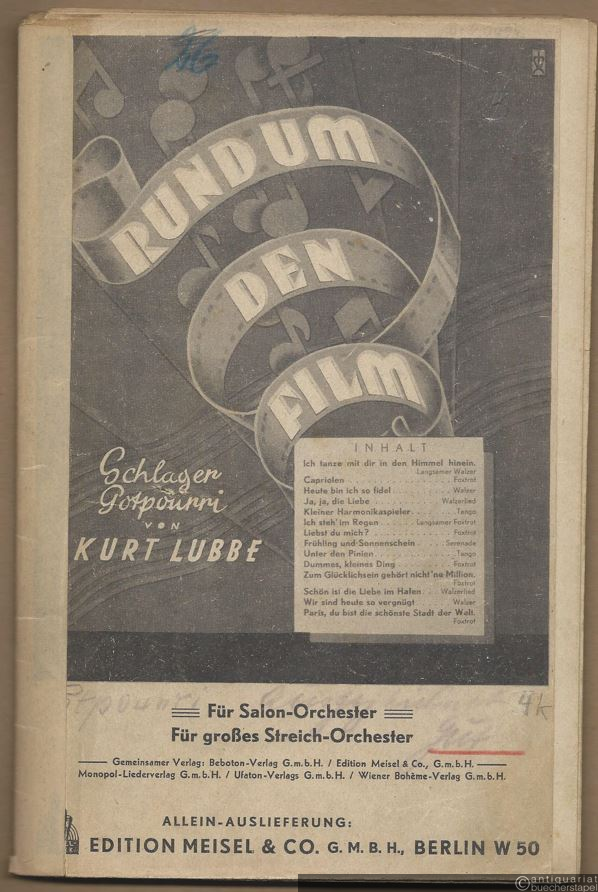 RUND UM
DEN
FILM
Schlager
Potpourri
VON
KURT LUBBE
INHALT
Ich tanze mit dir in den Himmel hinein.
Langsamer Walzer
Capriolen . . . . . Foxtrot
Heute bin ich so fidel . . . . . Walzer
Ja, ja, die Liebe . . . . . Walzerlied
Kleiner Harmonikaspieler . . . . . Tango
Ich steh' im Regen . . . . . Langsamer Foxtrot
Liebst du mich? . . . . . Foxtrot
Frühling und Sonnenschein . . . . . Serenade
Unter den Pinien . . . . . Tango
Dummes, kleines Ding . . . . . Foxtrot
Zum Glücklichsein gehört nicht 'ne Million.
Foxtrot
Schön ist die Liebe im Hafen . . . . . Walzerlied
Wir sind heute so vergnügt . . . . . Walzer
Paris, du bist die schönste Stadt der Welt.
Foxtrot
Potpourri
4k
Für Salon-Orchester
Für großes Streich-Orchester
Gemeinsamer Verlag: Beboton-Verlag G.m.b.H. / Edition Meisel & Co., G.m.b.H.
Monopol-Liederverlag G.m.b.H. / Ufaton-Verlags G.m.b.H. / Wiener Bohème-Verlag G.m.b.H.
ALLEIN-AUSLIEFERUNG:
EDITION MEISEL & CO. G. M. B. H., BERLIN W 50
antiquariat
buecherstapel